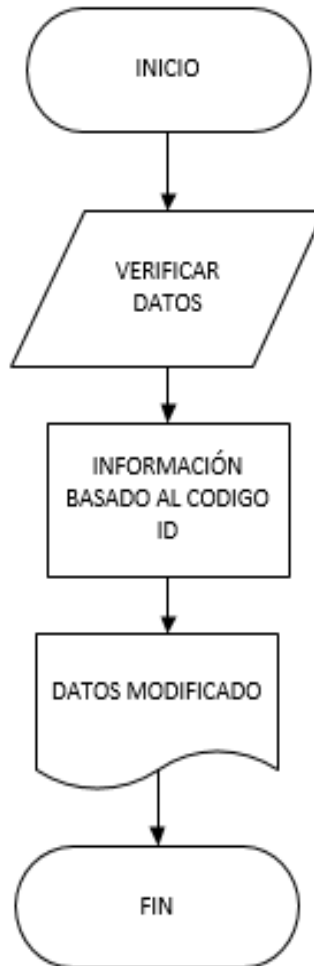 INICIO
VERIFICAR
DATOS
INFORMACIÓN
BASADO AL CODIGO
ID
DATOS MODIFICADO
FIN